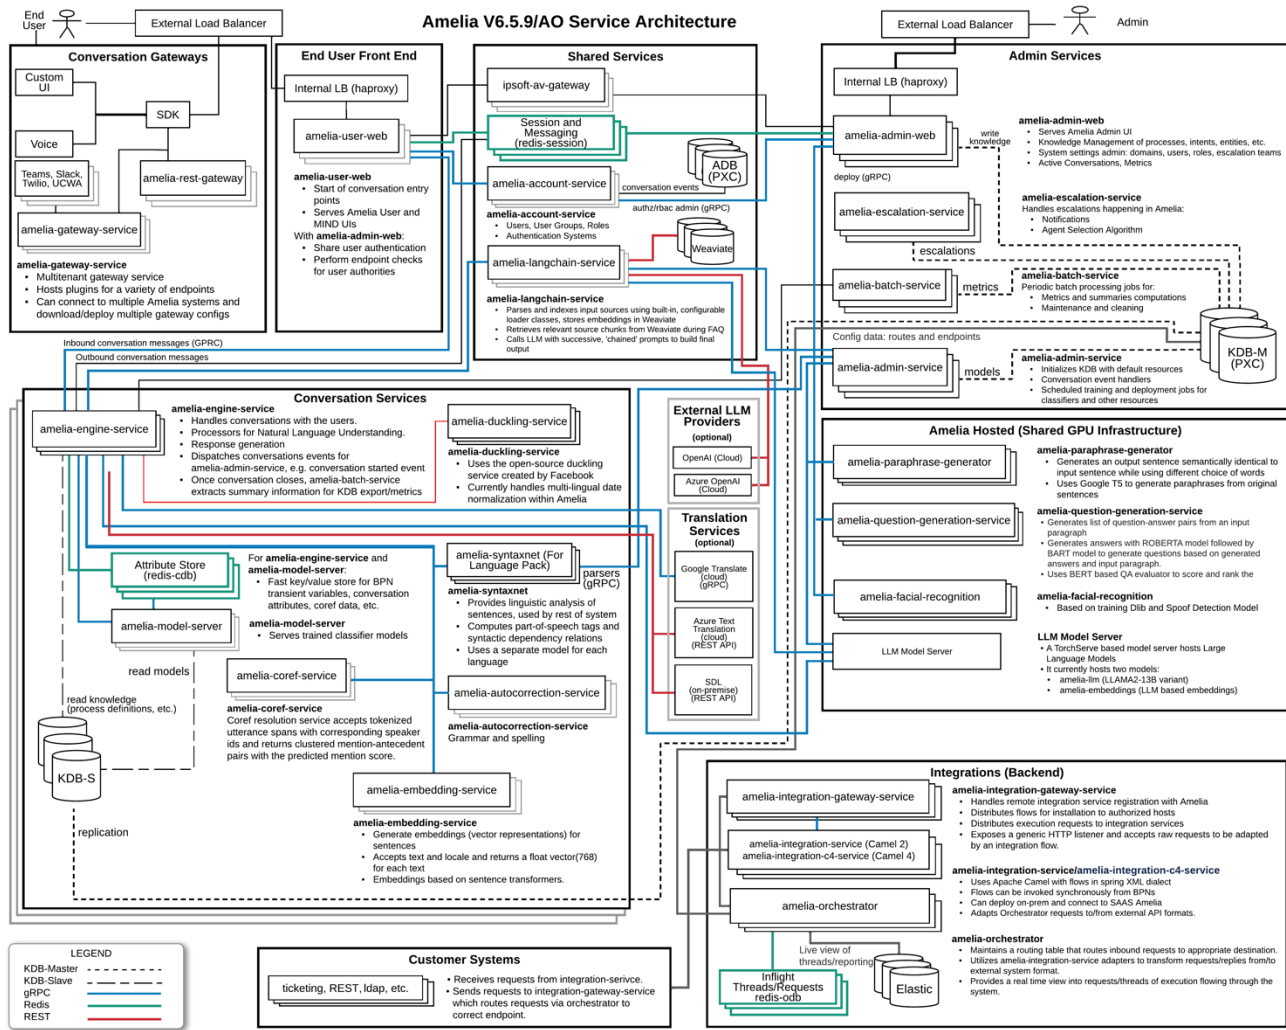 Amelia V6.5.9/AO Service Architecture
End
User
External Load Balancer
External Load Balancer
Admin
Conversation Gateways
Custom
UI
SDK
Voice
Teams, Slack,
Twilio, UCWA
amelia-rest-gateway
amelia-gateway-service
amelia-gateway-service
• Multitenant gateway service
• Hosts plugins for a variety of endpoints
• Can connect to multiple Amelia systems and
download/deploy multiple gateway configs
End User Front End
Internal LB (haproxy)
amelia-user-web
amelia-user-web
• Start of conversation entry
points
• Serves Amelia User and
MIND UIs
With amelia-admin-web:
• Share user authentication
• Perform endpoint checks
for user authorities
Shared Services
ipsoft-av-gateway
Session and
Messaging
(redis-session)
ADB
(PXC)
amelia-account-service
conversation events
authz/rbac admin (gRPC)
amelia-account-service
• Users, User Groups, Roles
• Authentication Systems
Weaviate
amelia-langchain-service
amelia-langchain-service
• Parses and indexes input sources using built-in, configurable
loader classes, stores embeddings in Weaviate
• Retrieves relevant source chunks from Weaviate during FAQ
• Calls LLM with successive, 'chained' prompts to build final
output
Admin Services
Internal LB (haproxy)
amelia-admin-web
deploy (gRPC)
write
knowledge
amelia-admin-web
• Serves Amelia Admin UI
• Knowledge Management of processes, intents, entities, etc.
• System settings admin: domains, users, roles, escalation teams
• Active Conversations, Metrics
amelia-escalation-service
escalations
amelia-escalation-service
Handles escalations happening in Amelia:
• Notifications
• Agent Selection Algorithm
amelia-batch-service
metrics
amelia-batch-service
Periodic batch processing jobs for:
• Metrics and summaries computations
• Maintenance and cleaning
Config data: routes and endpoints
amelia-admin-service
models
amelia-admin-service
• Initializes KDB with default resources
• Conversation event handlers
• Scheduled training and deployment jobs for
classifiers and other resources
KDB-M
(PXC)
Inbound conversation messages (GPRC)
Outbound conversation messages
Conversation Services
amelia-engine-service
amelia-engine-service
• Handles conversations with the users.
• Processors for Natural Language Understanding.
• Response generation
• Dispatches conversations events for
amelia-admin-service, e.g. conversation started event
• Once conversation closes, amelia-batch-service
extracts summary information for KDB export/metrics
amelia-duckling-service
amelia-duckling-service
• Uses the open-source duckling
service created by Facebook
• Currently handles multi-lingual date
normalization within Amelia
Attribute Store
(redis-cdb)
For amelia-engine-service and
amelia-model-server:
• Fast key/value store for BPN
transient variables, conversation
attributes, coref data, etc.
amelia-model-server
amelia-model-server
• Serves trained classifier models
read models
amelia-syntaxnet (For
Language Pack)
parsers
(gRPC)
amelia-syntaxnet
• Provides linguistic analysis of
sentences, used by rest of system
• Computes part-of-speech tags and
syntactic dependency relations
• Uses a separate model for each
language
amelia-coref-service
amelia-coref-service
Coref resolution service accepts tokenized
utterance spans with corresponding speaker
ids and returns clustered mention-antecedent
pairs with the predicted mention score.
amelia-autocorrection-service
amelia-autocorrection-service
Grammar and spelling
read knowledge
(process definitions, etc.)
KDB-S
replication
amelia-embedding-service
amelia-embedding-service
• Generate embeddings (vector representations) for
sentences
• Accepts text and locale and returns a float vector(768)
for each text
• Embeddings based on sentence transformers.
External LLM
Providers
(optional)
OpenAI (Cloud)
Azure OpenAI
(Cloud)
Translation
Services
(optional)
Google Translate
(cloud)
(gRPC)
Azure Text
Translation
(cloud)
(REST API)
SDL
(on-premise)
(REST API)
Amelia Hosted (Shared GPU Infrastructure)
amelia-paraphrase-generator
amelia-paraphrase-generator
• Generates an output sentence semantically identical to
input sentence while using different choice of words
• Uses Google T5 to generate paraphrases from original
sentences
amelia-question-generation-service
amelia-question-generation-service
• Generates list of question-answer pairs from an input
paragraph
• Generates answers with ROBERTA model followed by
BART model to generate questions based on generated
answers and input paragraph.
• Uses BERT based QA evaluator to score and rank the
amelia-facial-recognition
amelia-facial-recognition
• Based on training Dlib and Spoof Detection Model
LLM Model Server
LLM Model Server
• A TorchServe based model server hosts Large
Language Models
• It currently hosts two models:
• amelia-llm (LLAMA2-13B variant)
• amelia-embeddings (LLM based embeddings)
Integrations (Backend)
amelia-integration-gateway-service
amelia-integration-gateway-service
• Handles remote integration service registration with Amelia
• Distributes flows for installation to authorized hosts
• Distributes execution requests to integration services
• Exposes a generic HTTP listener and accepts raw requests to be adapted
by an integration flow.
amelia-integration-service (Camel 2)
amelia-integration-c4-service (Camel 4)
amelia-integration-service/amelia-integration-c4-service
• Uses Apache Camel with flows in spring XML dialect
• Flows can be invoked synchronously from BPNs
• Can deploy on-prem and connect to SAAS Amelia
• Adapts Orchestrator requests to/from external API formats.
amelia-orchestrator
amelia-orchestrator
• Maintains a routing table that routes inbound requests to appropriate destination.
• Utilizes amelia-integration-service adapters to transform requests/replies from/to
external system format.
• Provides a real time view into requests/threads of execution flowing through the
system.
Live view of
threads/reporting
Inflight
Threads/Requests
redis-odb
Elastic
LEGEND
KDB-Master
KDB-Slave
gRPC
Redis
REST
Customer Systems
ticketing, REST, ldap, etc.
• Receives requests from integration-serivce.
• Sends requests to integration-gateway-service
which routes requests via orchestrator to
correct endpoint.